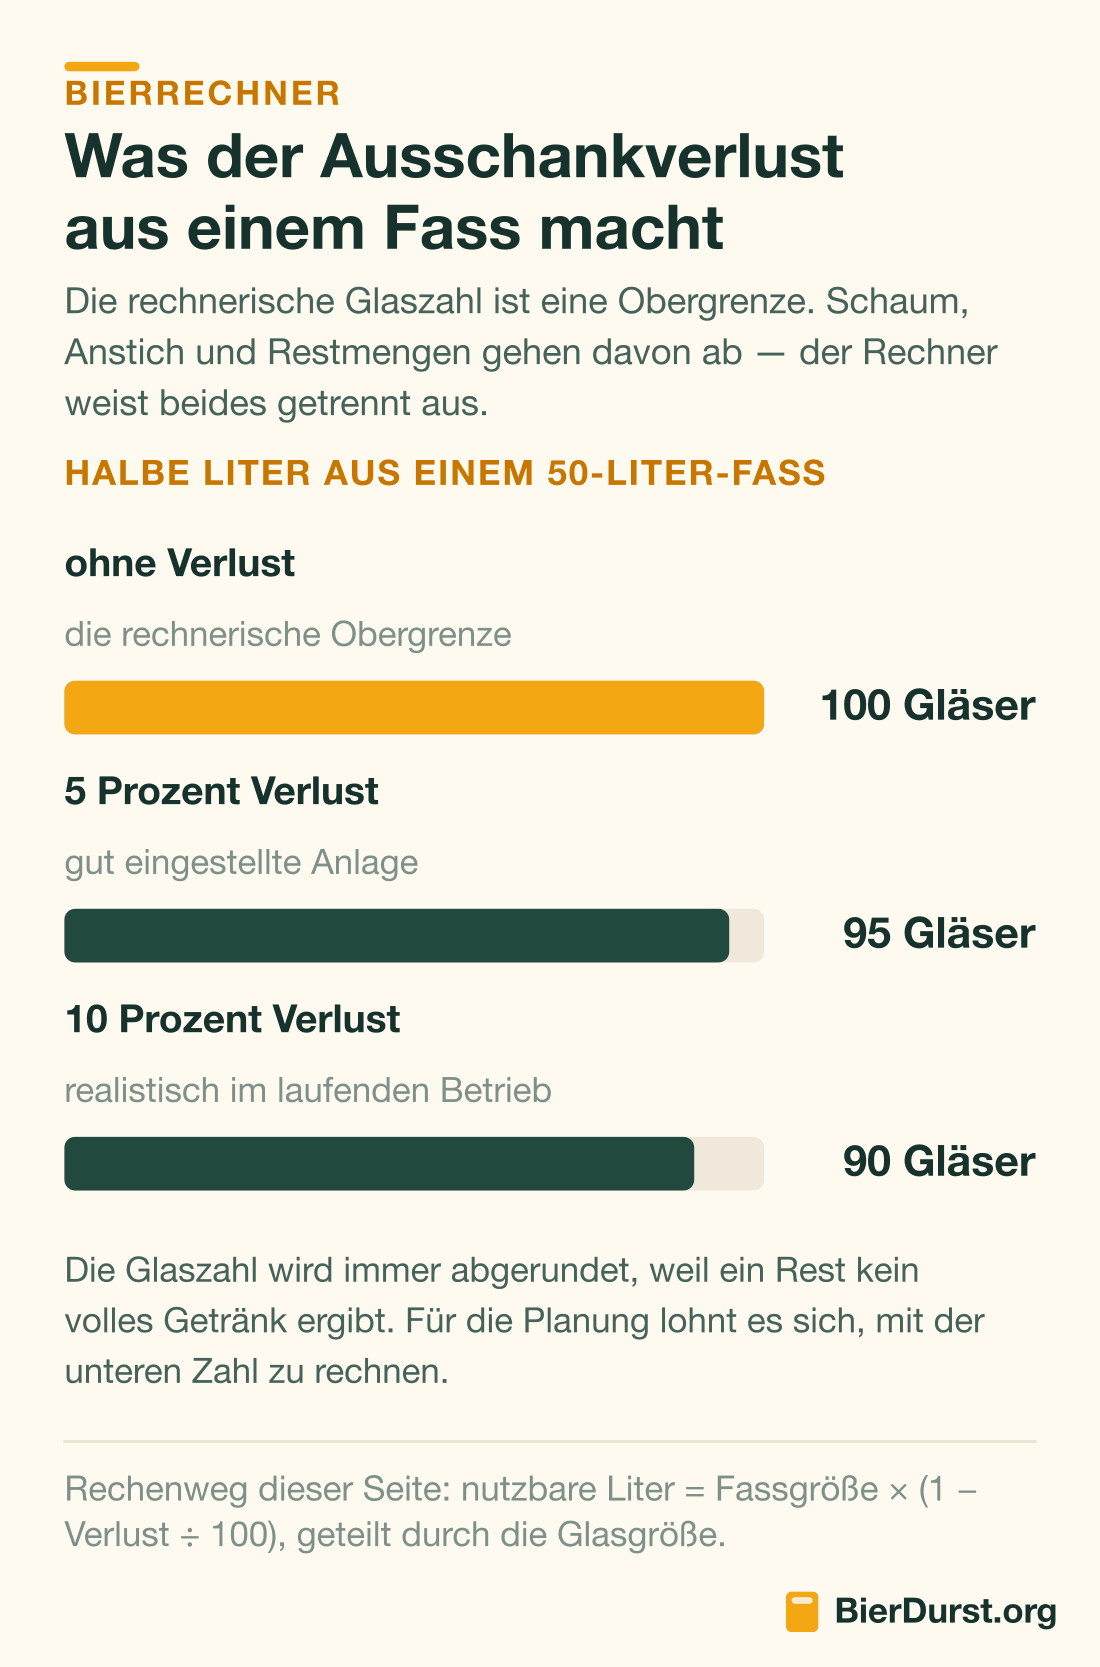 BIERRECHNER
Was der Ausschankverlust
aus einem Fass macht
Die rechnerische Glaszahl ist eine Obergrenze. Schaum,
Anstich und Restmengen gehen davon ab — der Rechner
weist beides getrennt aus.
HALBE LITER AUS EINEM 50-LITER-FASS
ohne Verlust
die rechnerische Obergrenze
100 Gläser
5 Prozent Verlust
gut eingestellte Anlage
95 Gläser
10 Prozent Verlust
realistisch im laufenden Betrieb
90 Gläser
Die Glaszahl wird immer abgerundet, weil ein Rest kein
volles Getränk ergibt. Für die Planung lohnt es sich, mit der
unteren Zahl zu rechnen.
Rechenweg dieser Seite: nutzbare Liter = Fassgröße × (1 −
Verlust ÷ 100), geteilt durch die Glasgröße.
BierDurst.org